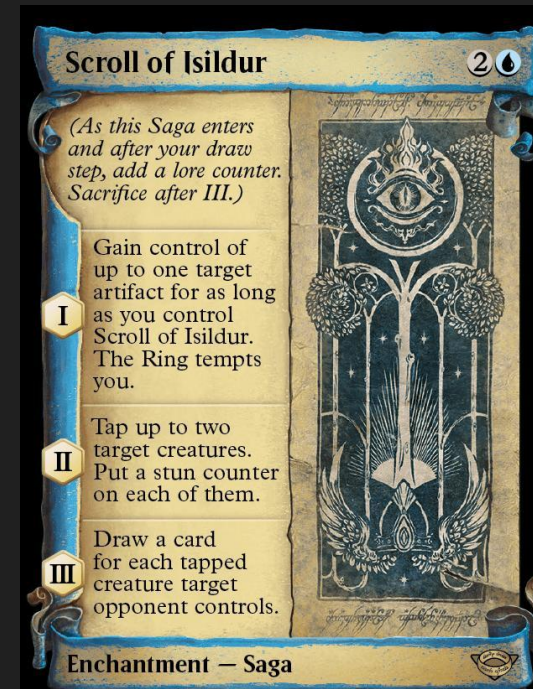 Scroll of Isildur 2
(As this Saga enters
and after your draw
step, add a lore counter.
Sacrifice after III.)
I
Gain control of
up to one target
artifact for as long
as you control
Scroll of Isildur.
The Ring tempts
you.
II
Tap up to two
target creatures.
Put a stun counter
on each of them.
III
Draw a card
for each tapped
creature target
opponent controls.
Enchantment — Saga